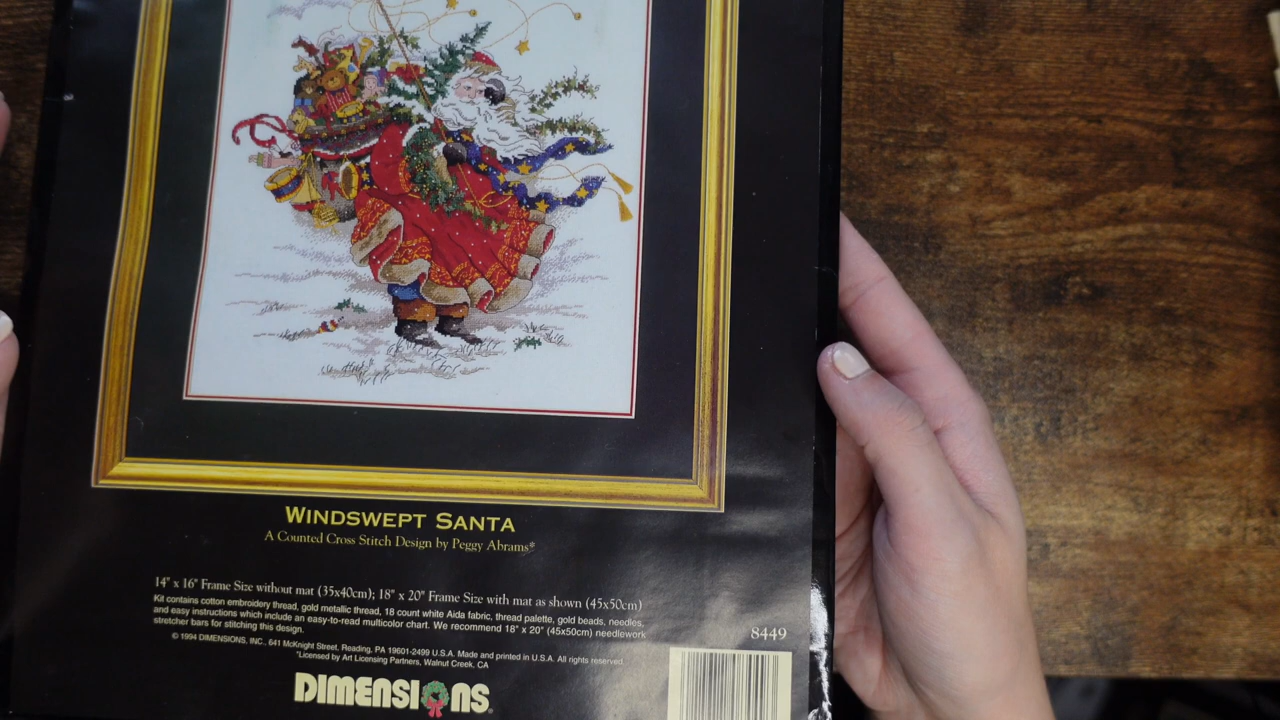 WINDSWEPT SANTA
A Counted Cross Stitch Design by Peggy Abrams*
14" x 16" Frame Size without mat (35x40cm); 18" x 20" Frame Size with mat as shown (45x50cm)
Kit contains cotton embroidery thread, gold metallic thread, 18 count white Aida fabric, thread palette, gold beads, needles,
and easy instructions which include an easy-to-read multicolor chart. We recommend 18" x 20" (45x50cm) needlework
stretcher bars for stitching this design.
© 1994 DIMENSIONS, INC., 641 McKnight Street, Reading, PA 19601-2499 U.S.A. Made and printed in U.S.A. All rights reserved.
*Licensed by Art Licensing Partners, Walnut Creek, CA
8449
DIMENSIONS®